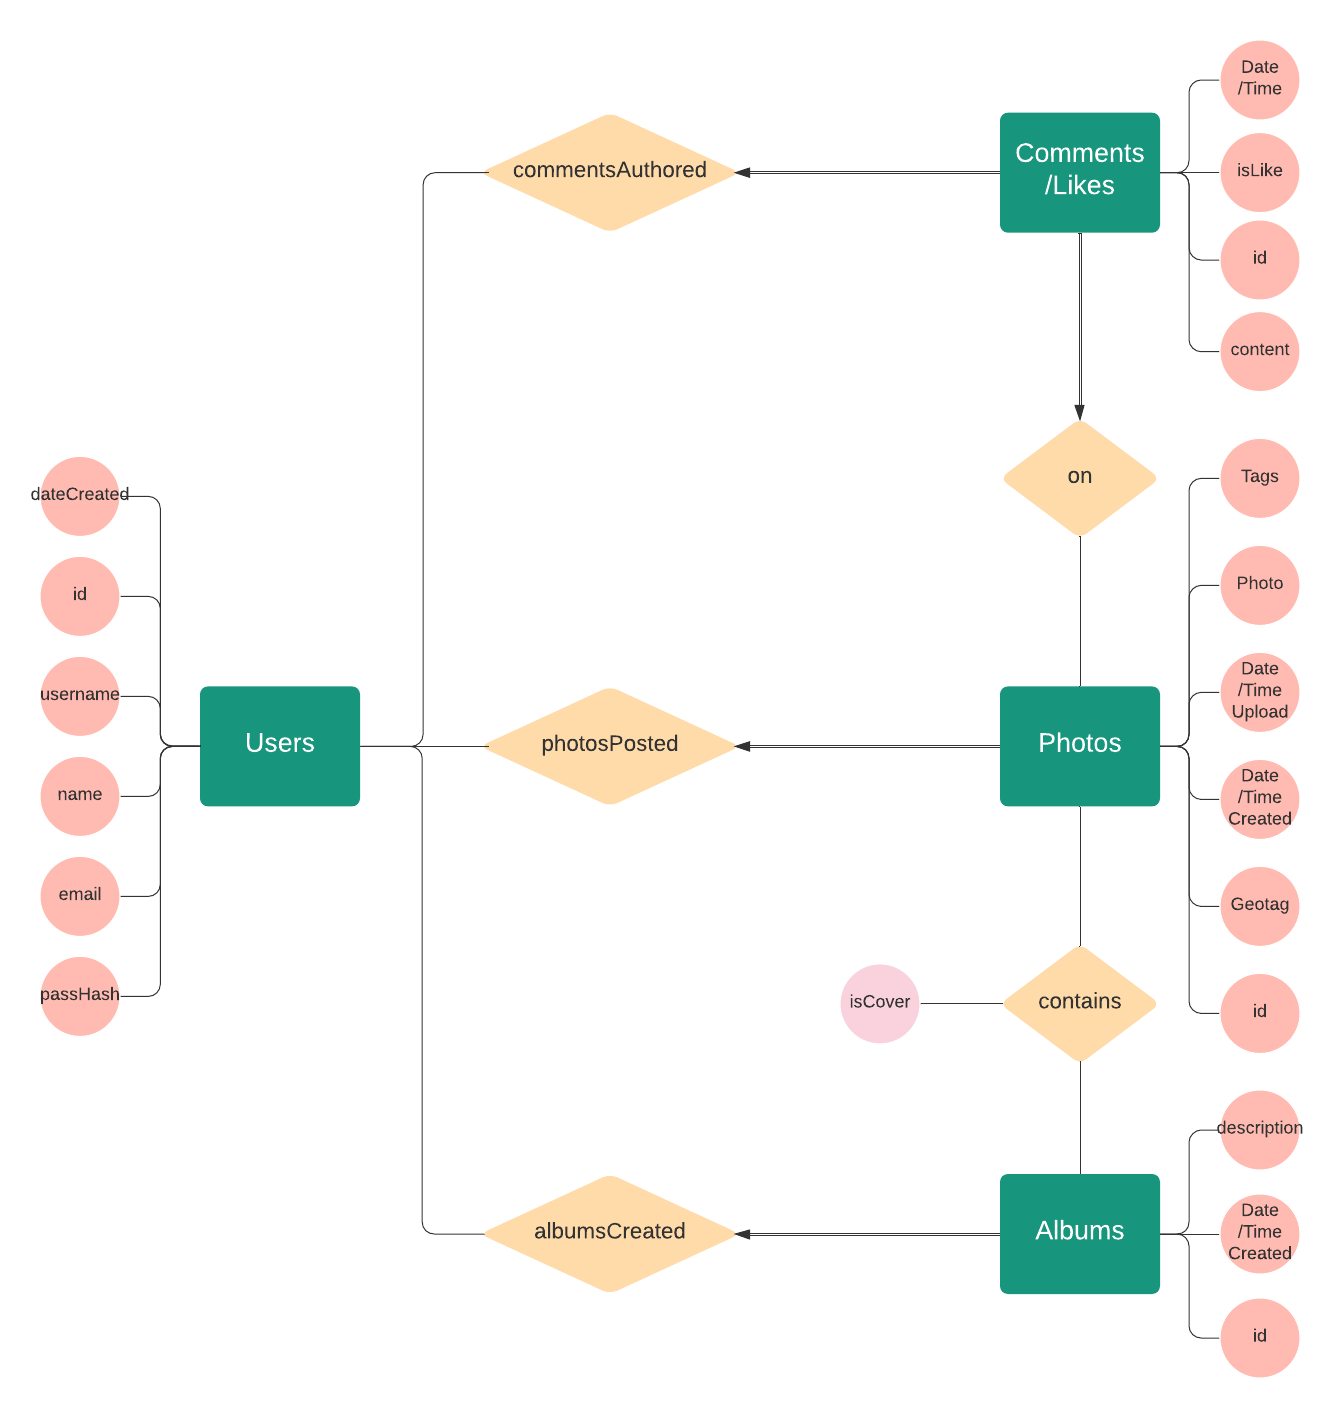 Date
/Time
commentsAuthored
Comments
/Likes
isLike
id
content
on
Tags
dateCreated
id
username
name
email
passHash
Users
photosPosted
Photos
Photo
Date
/Time
Upload
Date
/Time
Created
Geotag
id
isCover
contains
albumsCreated
Albums
description
Date
/Time
Created
id